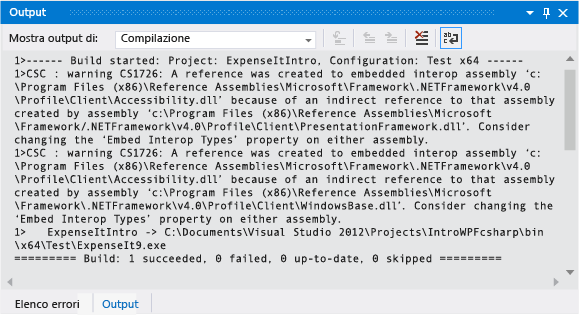 Output
Mostra output di: Compilazione
1>------ Build started: Project: ExpenseItIntro, Configuration: Test x64 ------
1>CSC : warning CS1726: A reference was created to embedded interop assembly ‘c:
\Program Files (x86)\Reference Assemblies\Microsoft\Framework\.NETFramework\v4.0
\Profile\Client\Accessibility.dll’ because of an indirect reference to that assembly
created by assembly ‘c:\Program Files (x86)\Reference Assemblies\Microsoft
\Framework/.NETFramework\v4.0\Profile\Client\PresentationFramework.dll’. Consider
changing the ‘Embed Interop Types’ property on either assembly.
1>CSC : warning CS1726: A reference was created to embedded interop assembly ‘c:
\Program Files (x86)\Reference Assemblies\Microsoft\Framework\.NETFramework\v4.0
\Profile\Client\Accessibility.dll’ because of an indirect reference to that assembly
created by assembly ‘c:\Program Files (x86)\Reference Assemblies\Microsoft
\Framework\.NETFramework\v4.0\Profile\Client\WindowsBase.dll’. Consider changing the
‘Embed Interop Types’ property on either assembly.
1>   ExpenseItIntro -> C:\Documents\Visual Studio 2012\Projects\IntroWPFcsharp\bin
\x64\Test\ExpenseIt9.exe
========= Build: 1 succeeded, 0 failed, 0 up-to-date, 0 skipped =========
Elenco errori Output